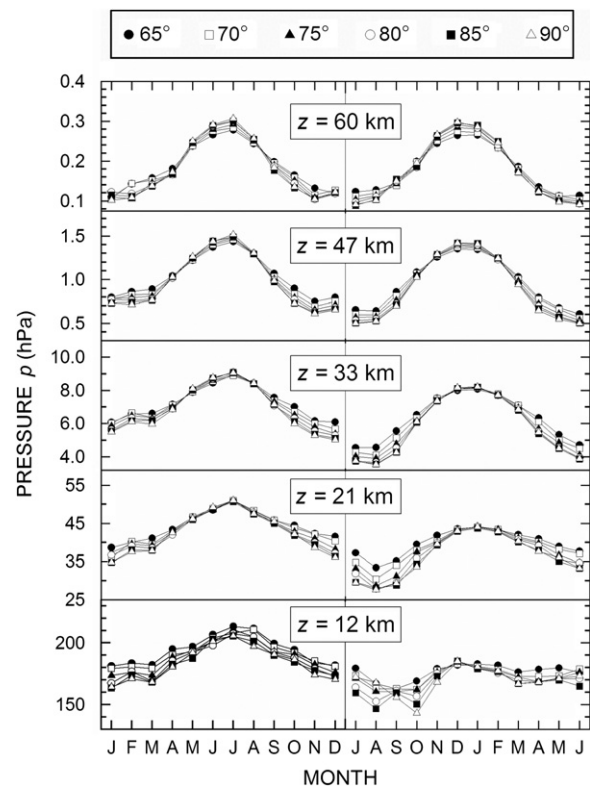 65° 70° 75° 80° 85° 90°
0.4
0.3
0.2
0.1
z = 60 km
1.5
1.0
0.5
z = 47 km
10.0
8.0
6.0
4.0
z = 33 km
55
45
35
25
z = 21 km
200
150
z = 12 km
PRESSURE p (hPa)
J F M A M J J A S O N D J A S O N D J F M A M J
MONTH